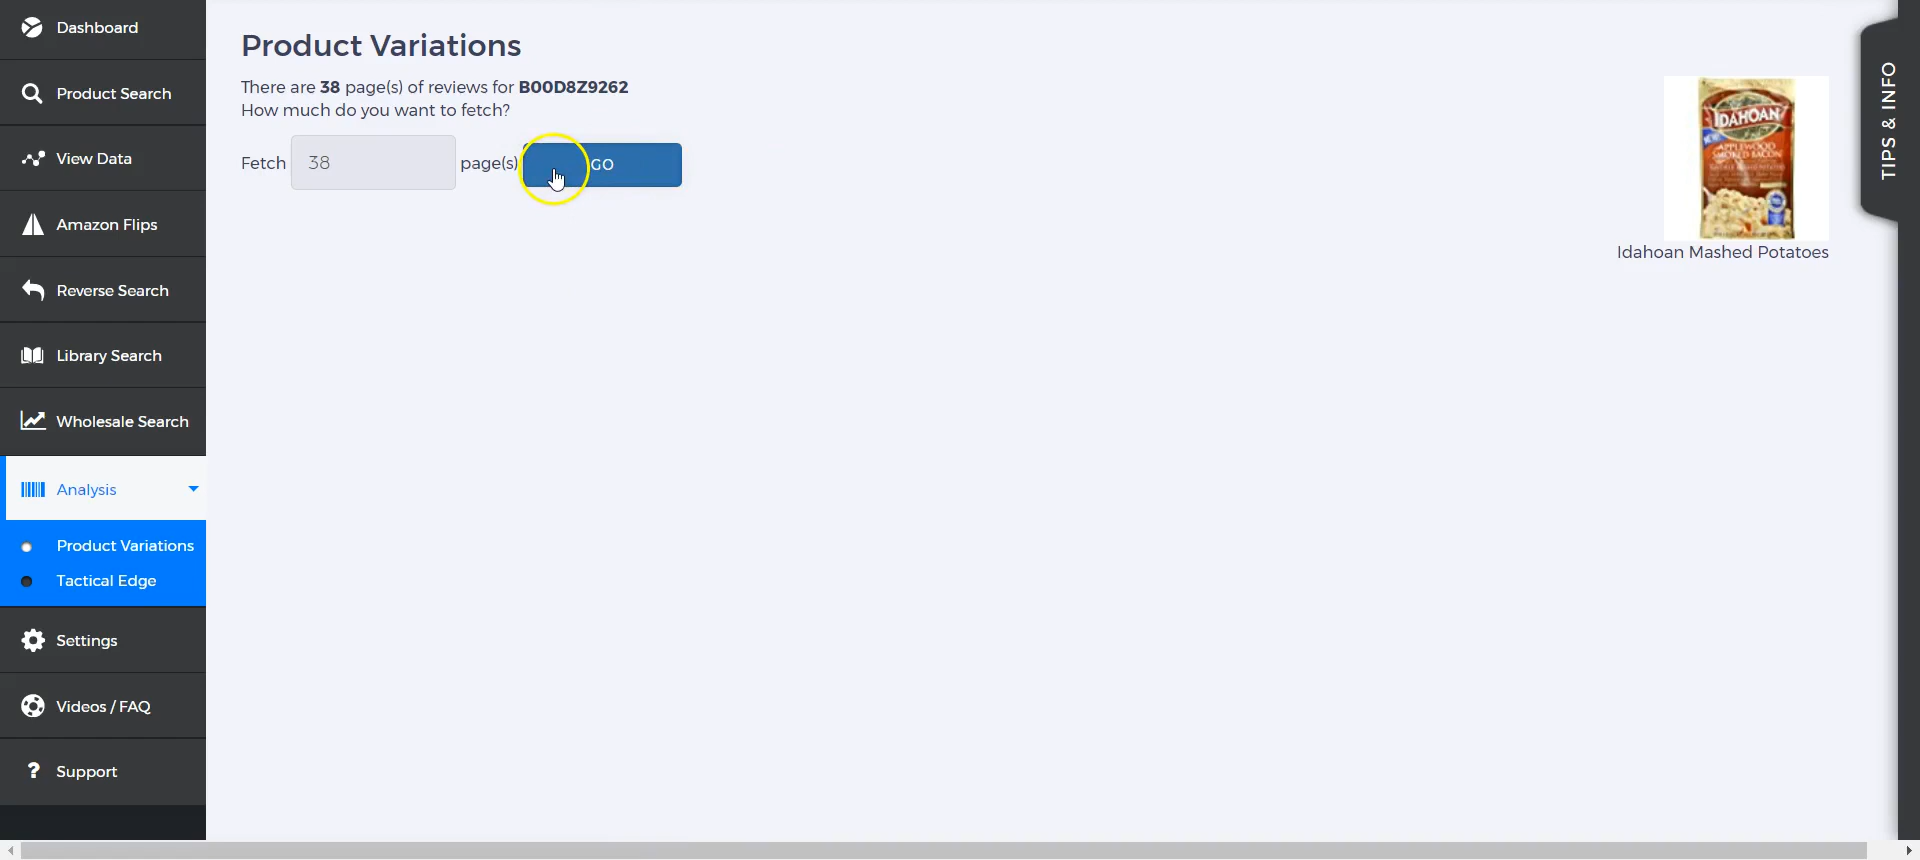 Dashboard
Product Search
View Data
Amazon Flips
Reverse Search
Library Search
Wholesale Search
Analysis
Product Variations
Tactical Edge
Settings
Videos / FAQ
? Support
Product Variations
There are 38 page(s) of reviews for B00D8Z9262
How much do you want to fetch?
Fetch 38 page(s) GO
IDAHOAN
APPLEWOOD
SMOKED BACON
Idahoan Mashed Potatoes
TIPS & INFO